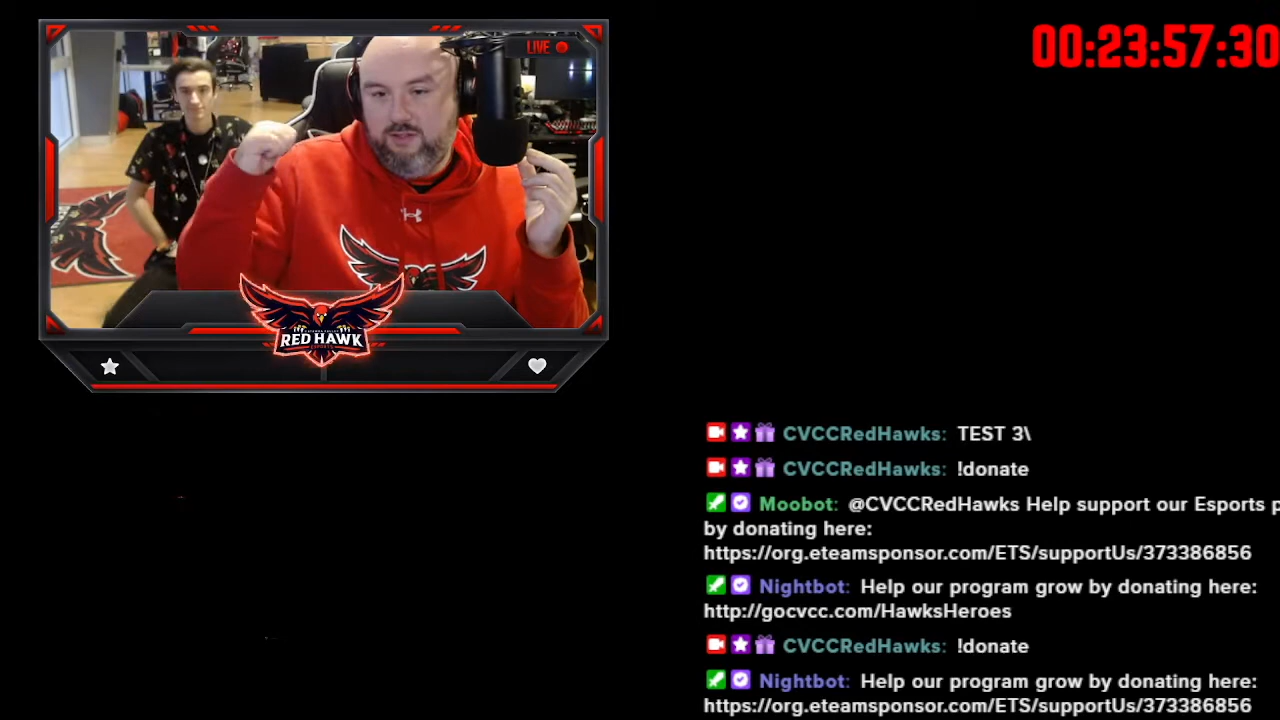 LIVE
00:23:57:30
RED HAWK
ESPORTS
CVCCRedHawks: TEST 3\
CVCCRedHawks: !donate
Moobot: @CVCCRedHawks Help support our Esports p
by donating here:
https://org.eteamsponsor.com/ETS/supportUs/373386856
Nightbot: Help our program grow by donating here:
http://gocvcc.com/HawksHeroes
CVCCRedHawks: !donate
Nightbot: Help our program grow by donating here:
https://org.eteamsponsor.com/ETS/supportUs/373386856